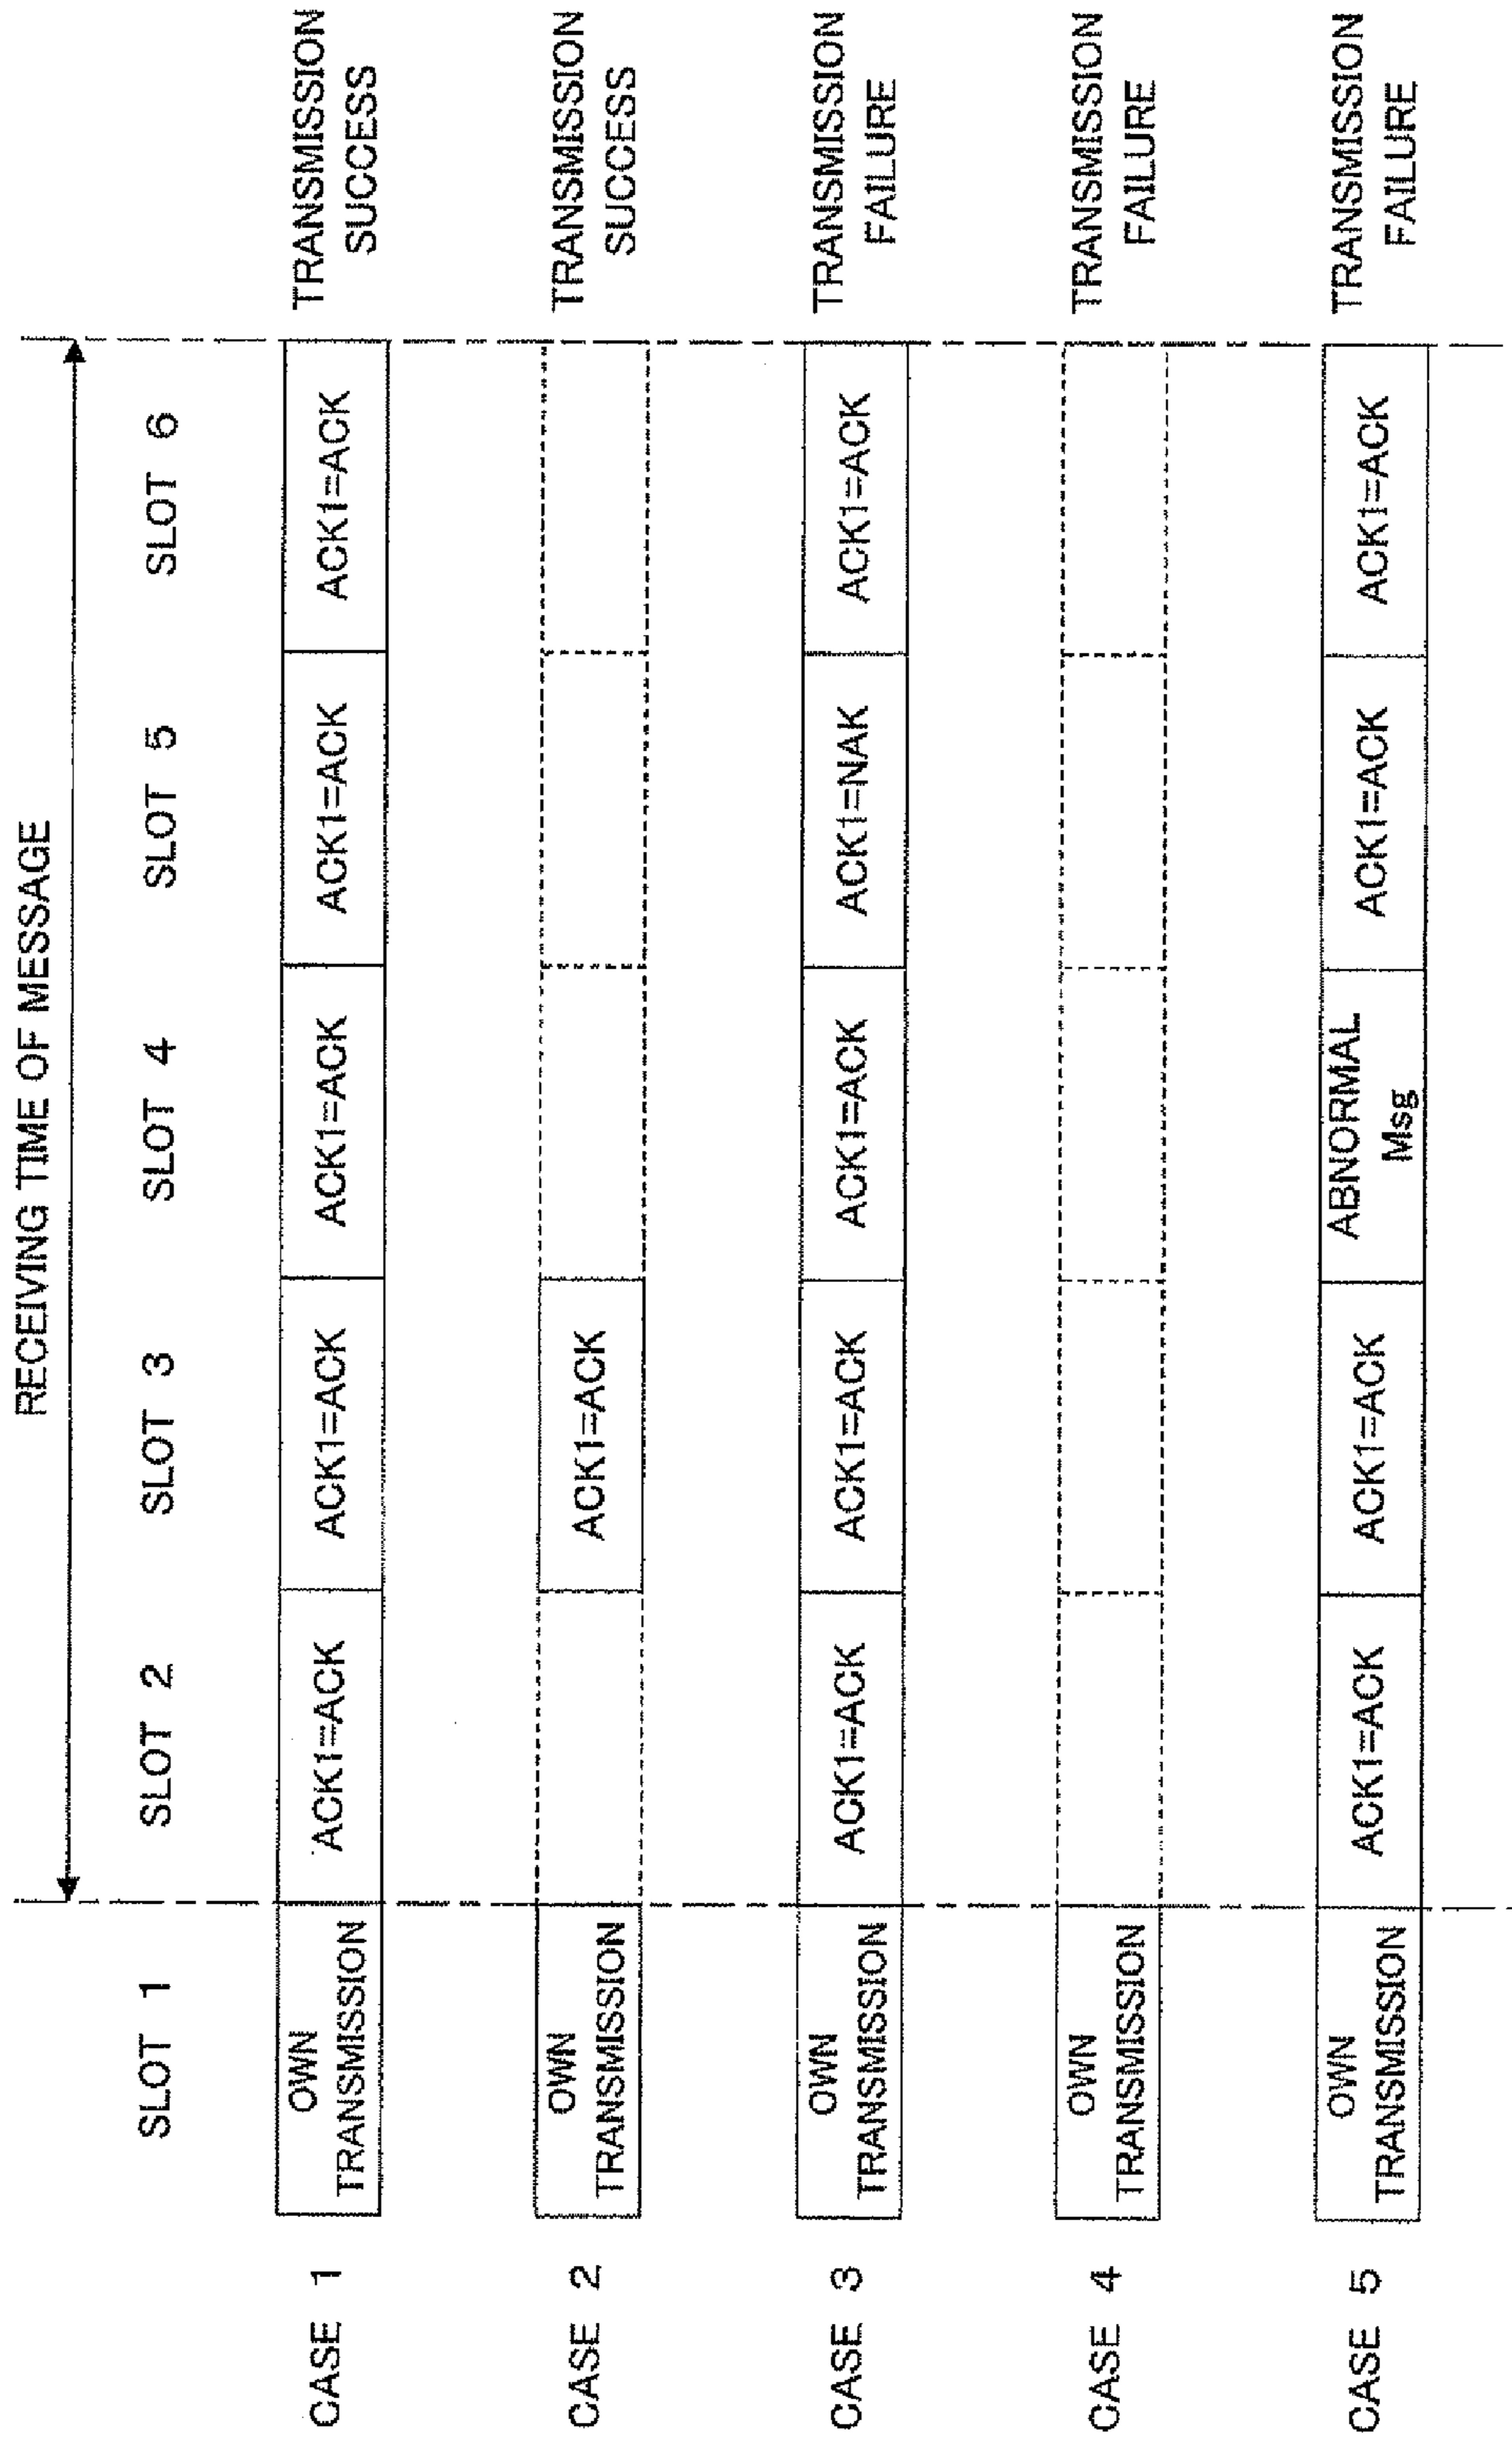 RECEIVING TIME OF MESSAGE
SLOT 1
SLOT 2
SLOT 3
SLOT 4
SLOT 5
SLOT 6
CASE 1
OWN
TRANSMISSION
ACK1=ACK
ACK1=ACK
ACK1=ACK
ACK1=ACK
ACK1=ACK
TRANSMISSION
SUCCESS
CASE 2
OWN
TRANSMISSION
ACK1=ACK
TRANSMISSION
SUCCESS
CASE 3
OWN
TRANSMISSION
ACK1=ACK
ACK1=ACK
ACK1=ACK
ACK1=NAK
ACK1=ACK
TRANSMISSION
FAILURE
CASE 4
OWN
TRANSMISSION
TRANSMISSION
FAILURE
CASE 5
OWN
TRANSMISSION
ACK1=ACK
ACK1=ACK
ABNORMAL
Msg
ACK1=ACK
ACK1=ACK
TRANSMISSION
FAILURE